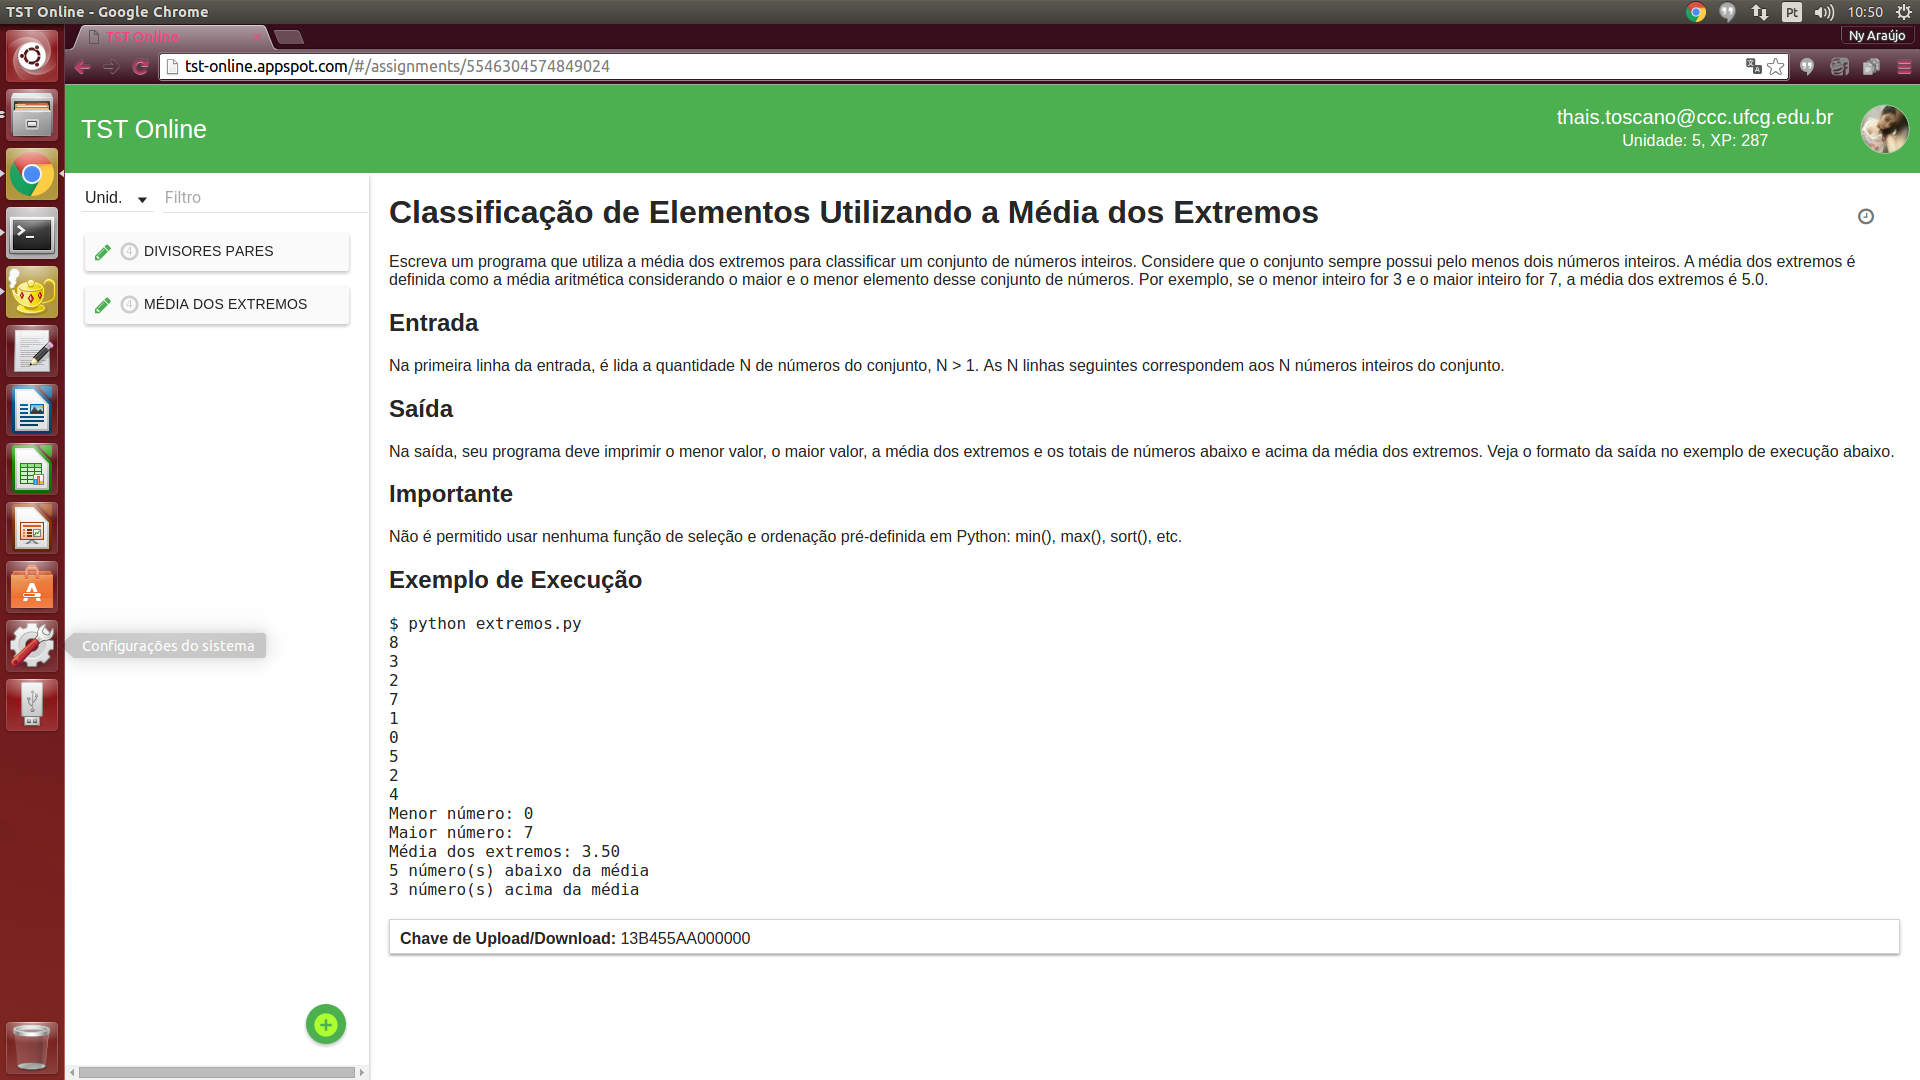 TST Online - Google Chrome
Pt
10:50
TST Online
Ny Araújo
tst-online.appspot.com/#/assignments/5546304574849024
TST Online
thais.toscano@ccc.ufcg.edu.br
Unidade: 5, XP: 287
Unid.
Filtro
4 DIVISORES PARES
4 MÉDIA DOS EXTREMOS
Configurações do sistema
Classificação de Elementos Utilizando a Média dos Extremos
Escreva um programa que utiliza a média dos extremos para classificar um conjunto de números inteiros. Considere que o conjunto sempre possui pelo menos dois números inteiros. A média dos extremos é
definida como a média aritmética considerando o maior e o menor elemento desse conjunto de números. Por exemplo, se o menor inteiro for 3 e o maior inteiro for 7, a média dos extremos é 5.0.
Entrada
Na primeira linha da entrada, é lida a quantidade N de números do conjunto, N > 1. As N linhas seguintes correspondem aos N números inteiros do conjunto.
Saída
Na saída, seu programa deve imprimir o menor valor, o maior valor, a média dos extremos e os totais de números abaixo e acima da média dos extremos. Veja o formato da saída no exemplo de execução abaixo.
Importante
Não é permitido usar nenhuma função de seleção e ordenação pré-definida em Python: min(), max(), sort(), etc.
Exemplo de Execução
$ python extremos.py
8
3
2
7
1
0
5
2
4
Menor número: 0
Maior número: 7
Média dos extremos: 3.50
5 número(s) abaixo da média
3 número(s) acima da média
Chave de Upload/Download: 13B455AA000000